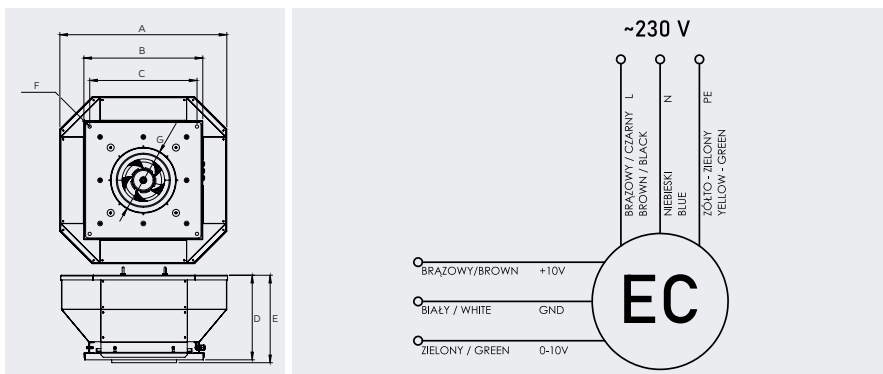 A
B
C
F
G
D
E
~230 V
BRĄZOWY / CZARNY L
BROWN / BLACK
N
NIEBIESKI
BLUE
PE
ŻÓŁTO - ZIELONY
YELLOW - GREEN
BRĄZOWY/BROWN +10V
BIAŁY / WHITE GND
ZIELONY / GREEN 0-10V
EC